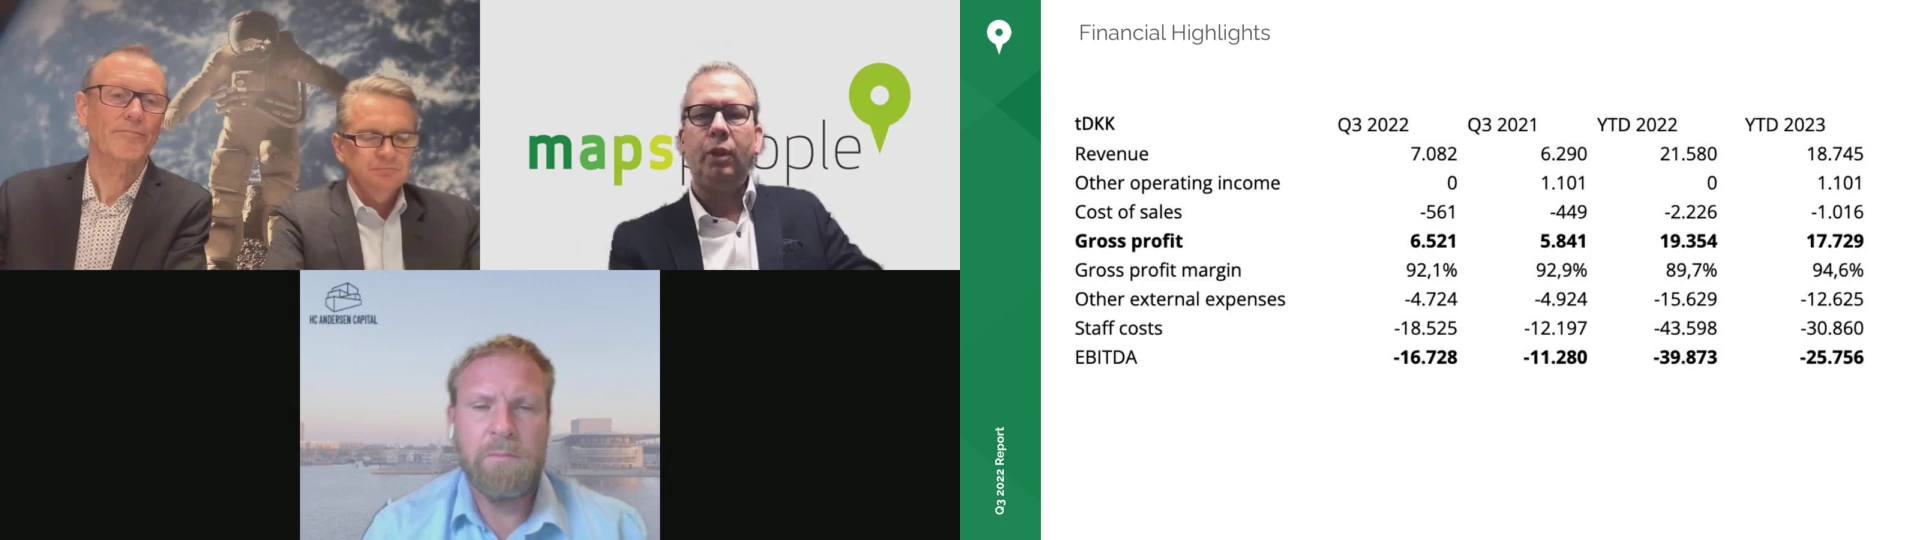 mapspeople
HC ANDERSEN CAPITAL
Q3 2022 Report
Financial Highlights
tDKK Q3 2022 Q3 2021 YTD 2022 YTD 2023
Revenue 7.082 6.290 21.580 18.745
Other operating income 0 1.101 0 1.101
Cost of sales -561 -449 -2.226 -1.016
Gross profit 6.521 5.841 19.354 17.729
Gross profit margin 92,1% 92,9% 89,7% 94,6%
Other external expenses -4.724 -4.924 -15.629 -12.625
Staff costs -18.525 -12.197 -43.598 -30.860
EBITDA -16.728 -11.280 -39.873 -25.756